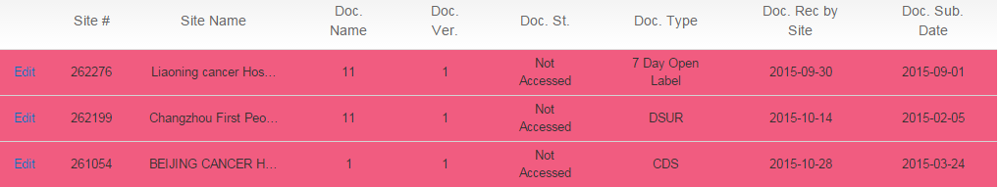 Site # Site Name Doc. Name Doc. Ver. Doc. St. Doc. Type Doc. Rec by Site Doc. Sub. Date
Edit 262276 Liaoning cancer Hos... 11 1 Not Accessed 7 Day Open Label 2015-09-30 2015-09-01
Edit 262199 Changzhou First Peo... 11 1 Not Accessed DSUR 2015-10-14 2015-02-05
Edit 261054 BEIJING CANCER H... 1 1 Not Accessed CDS 2015-10-28 2015-03-24